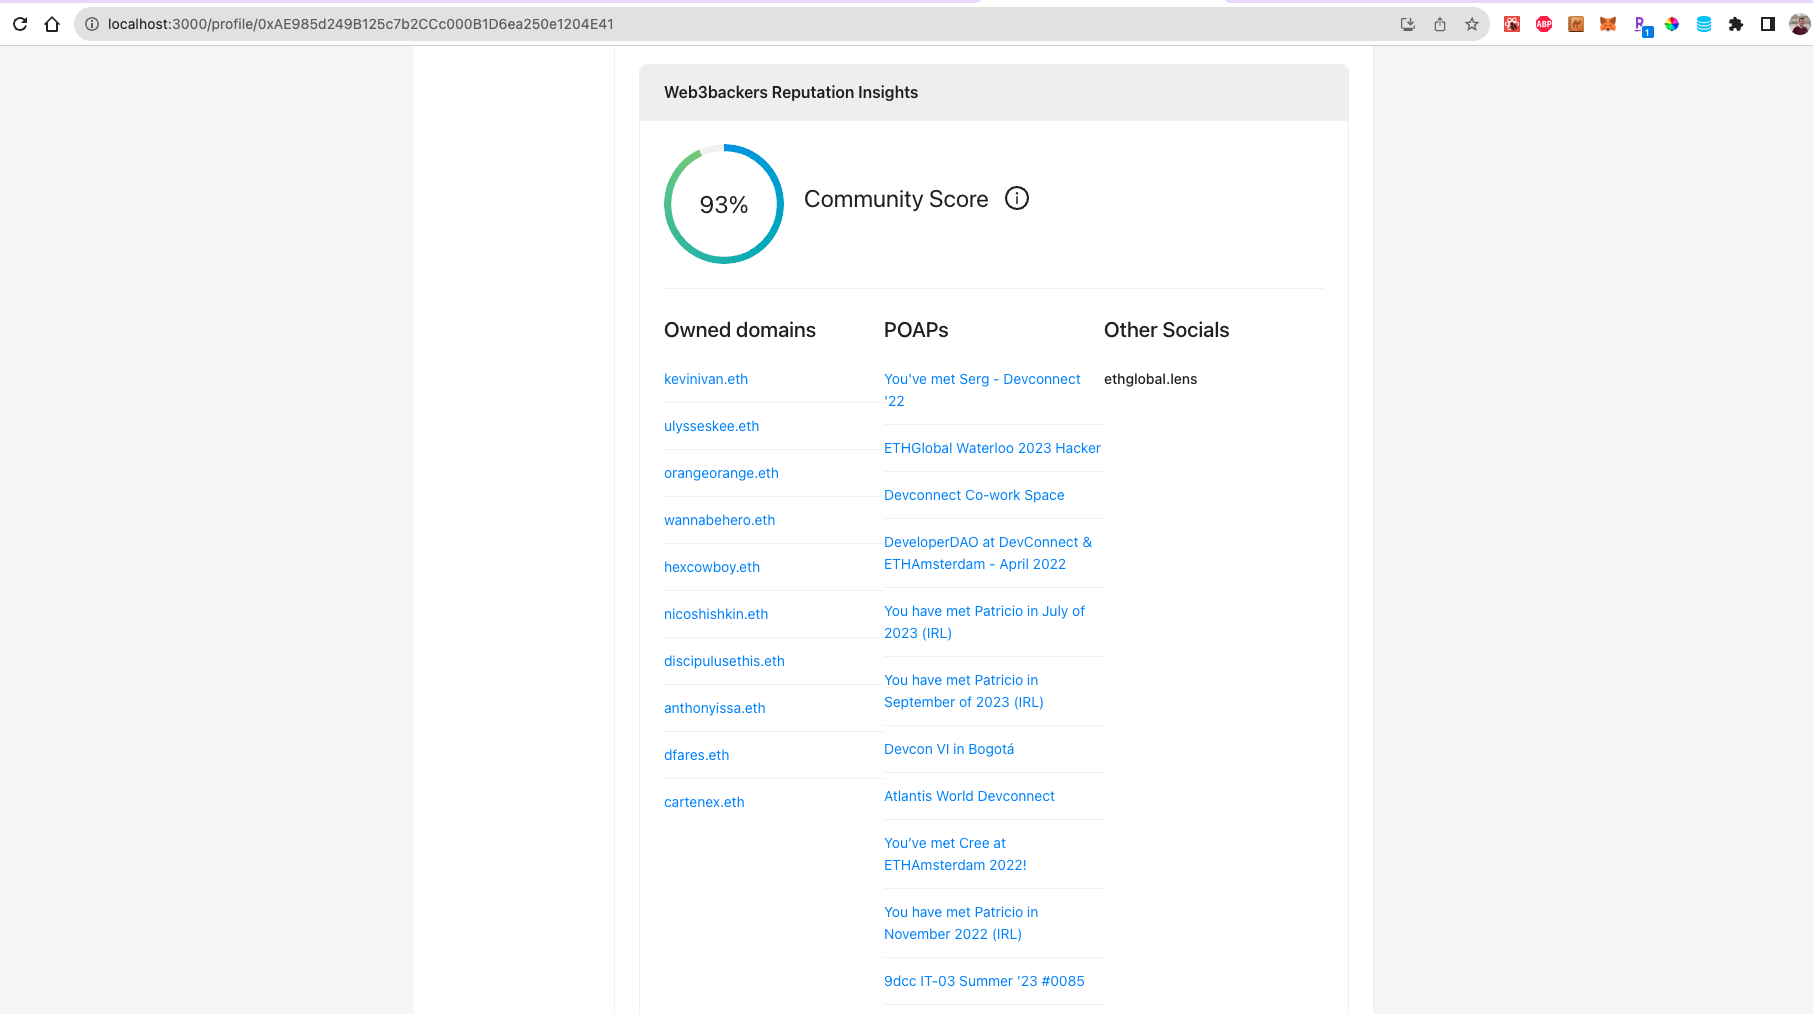 localhost:3000/profile/0xAE985d249B125c7b2CCc000B1D6ea250e1204E41
ABP
1
Web3backers Reputation Insights
93%
Community Score
Owned domains
kevinivan.eth
ulysseskee.eth
orangeorange.eth
wannabehero.eth
hexcowboy.eth
nicoshishkin.eth
discipulusethis.eth
anthonyissa.eth
dfares.eth
cartenex.eth
POAPs
You've met Serg - Devconnect
'22
ETHGlobal Waterloo 2023 Hacker
Devconnect Co-work Space
DeveloperDAO at DevConnect &
ETHAmsterdam - April 2022
You have met Patricio in July of
2023 (IRL)
You have met Patricio in
September of 2023 (IRL)
Devcon VI in Bogotá
Atlantis World Devconnect
You’ve met Cree at
ETHAmsterdam 2022!
You have met Patricio in
November 2022 (IRL)
9dcc IT-03 Summer '23 #0085
Other Socials
ethglobal.lens